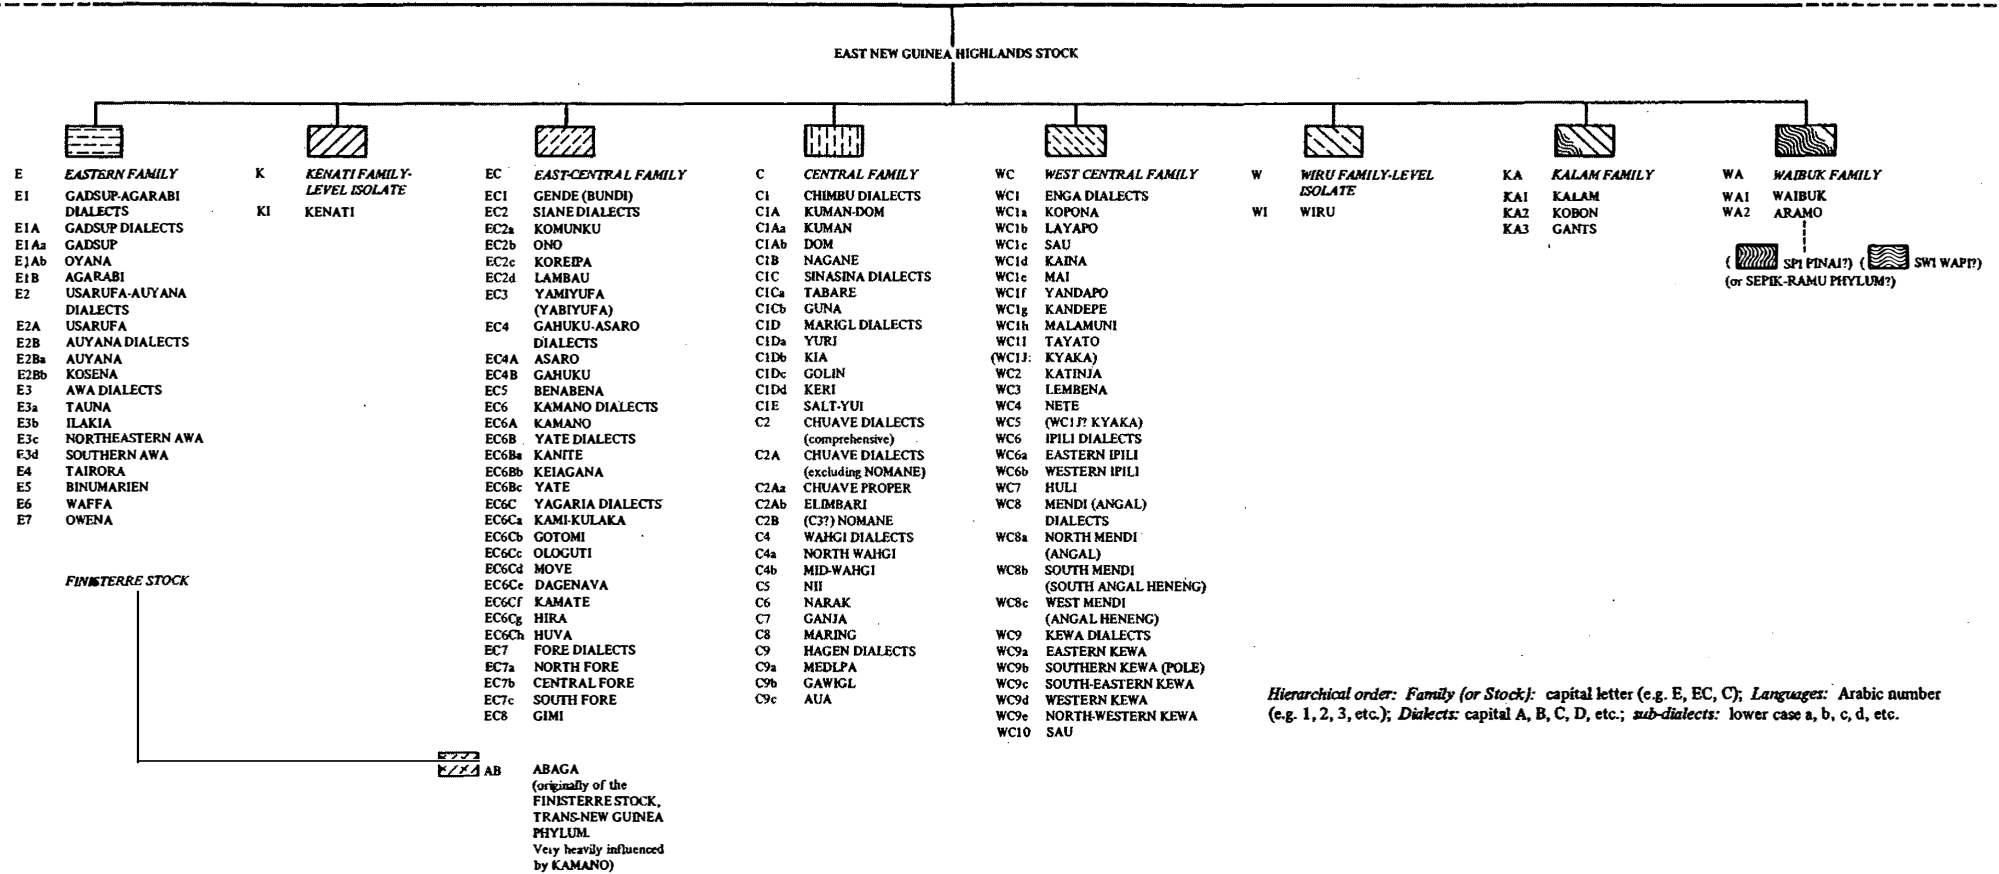 EAST NEW GUINEA HIGHLANDS STOCK
E EASTERN FAMILY
E1 GADSUP-AGARABI
DIALECTS
E1A GADSUP DIALECTS
E1Aa GADSUP
E1Ab OYANA
E1B AGARABI
E2 USARUFA-AUYANA
DIALECTS
E2A USARUFA
E2B AUYANA DIALECTS
E2Ba AUYANA
E2Bb KOSENA
E3 AWA DIALECTS
E3a TAUNA
E3b ILAKIA
E3c NORTHEASTERN AWA
E3d SOUTHERN AWA
E4 TAIRORA
E5 BINUMARIEN
E6 WAFFA
E7 OWENA
FINISTERRE STOCK
K KENATI FAMILY-
LEVEL ISOLATE
K1 KENATI
EC EAST-CENTRAL FAMILY
EC1 GENDE (BUNDI)
EC2 SIANE DIALECTS
EC2a KOMUNKU
EC2b ONO
EC2c KOREIPA
EC2d LAMBAU
EC3 YAMIYUFA
(YABIYUFA)
EC4 GAHUKU-ASARO
DIALECTS
EC4A ASARO
EC4B GAHUKU
EC5 BENABENA
EC6 KAMANO DIALECTS
EC6A KAMANO
EC6B YATE DIALECTS
EC6Ba KANITE
EC6Bb KEIAGANA
EC6Bc YATE
EC6C YAGARIA DIALECTS
EC6Ca KAMI-KULAKA
EC6Cb GOTOMI
EC6Cc OLOGUTI
EC6Cd MOVE
EC6Ce DAGENAVA
EC6Cf KAMATE
EC6Cg HIRA
EC6Ch HUVA
EC7 FORE DIALECTS
EC7a NORTH FORE
EC7b CENTRAL FORE
EC7c SOUTH FORE
EC8 GIMI
AB ABAGA
(originally of the
FINISTERRE STOCK,
TRANS-NEW GUINEA
PHYLUM.
Very heavily influenced
by KAMANO)
C CENTRAL FAMILY
C1 CHIMBU DIALECTS
C1A KUMAN-DOM
C1Aa KUMAN
C1Ab DOM
C1B NAGANE
C1C SINASINA DIALECTS
C1Ca TABARE
C1Cb GUNA
C1D MARIGL DIALECTS
C1Da YURI
C1Db KIA
C1Dc GOLIN
C1Dd KERI
C1E SALT-YUI
C2 CHUAVE DIALECTS
(comprehensive)
C2A CHUAVE DIALECTS
(excluding NOMANE)
C2Aa CHUAVE PROPER
C2Ab ELIMBARI
C2B (C3?) NOMANE
C4 WAHGI DIALECTS
C4a NORTH WAHGI
C4b MID-WAHGI
C5 NII
C6 NARAK
C7 GANJA
C8 MARING
C9 HAGEN DIALECTS
C9a MEDLPA
C9b GAWIGL
C9c AUA
WC WEST CENTRAL FAMILY
WC1 ENGA DIALECTS
WC1a KOPONA
WC1b LAYAPO
WC1c SAU
WC1d KAINA
WC1e MAI
WC1f YANDAPO
WC1g KANDEPE
WC1h MALAMUNI
WC1I TAYATO
(WC1J: KYAKA)
WC2 KATINJA
WC3 LEMBENA
WC4 NETE
WC5 (WC1J? KYAKA)
WC6 IPILI DIALECTS
WC6a EASTERN IPILI
WC6b WESTERN IPILI
WC7 HULI
WC8 MENDI (ANGAL)
DIALECTS
WC8a NORTH MENDI
(ANGAL)
WC8b SOUTH MENDI
(SOUTH ANGAL HENENG)
WC8c WEST MENDI
(ANGAL HENENG)
WC9 KEWA DIALECTS
WC9a EASTERN KEWA
WC9b SOUTHERN KEWA (POLE)
WC9c SOUTH-EASTERN KEWA
WC9d WESTERN KEWA
WC9e NORTH-WESTERN KEWA
WC10 SAU
W WIRU FAMILY-LEVEL
ISOLATE
W1 WIRU
KA KALAM FAMILY
KA1 KALAM
KA2 KOBON
KA3 GANTS
WA WAIBUK FAMILY
WA1 WAIBUK
WA2 ARAMO
( SP1 PINAI?) ( SW1 WAPI?)
(or SEPIK-RAMU PHYLUM?)
Hierarchical order: Family (or Stock): capital letter (e.g. E, EC, C); Languages: Arabic number
(e.g. 1, 2, 3, etc.); Dialects: capital A, B, C, D, etc.; sub-dialects: lower case a, b, c, d, etc.